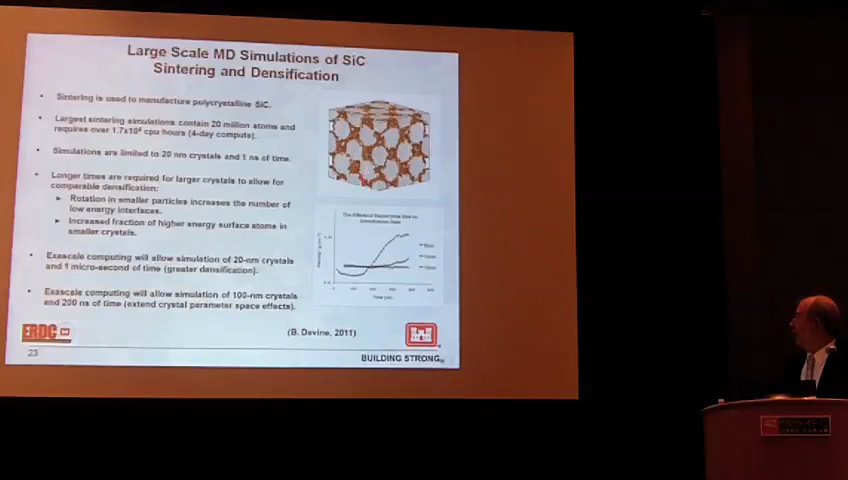 Large Scale MD Simulations of SiC
Sintering and Densification
• Sintering is used to manufacture polycrystalline SiC.
• Largest sintering simulations contain 20 million atoms and
requires over 1.7x10⁶ cpu hours (4-day compute).
• Simulations are limited to 20 nm crystals and 1 ns of time.
• Longer times are required for larger crystals to allow for
comparable densification:
► Rotation in smaller particles increases the number of
low energy interfaces.
► Increased fraction of higher energy surface atoms in
smaller crystals.
• Exascale computing will allow simulation of 20-nm crystals
and 1 micro-second of time (greater densification).
• Exascale computing will allow simulation of 100-nm crystals
and 200 ns of time (extend crystal parameter space effects).
ERDC
(B. Devine, 2011)
23
BUILDING STRONG®